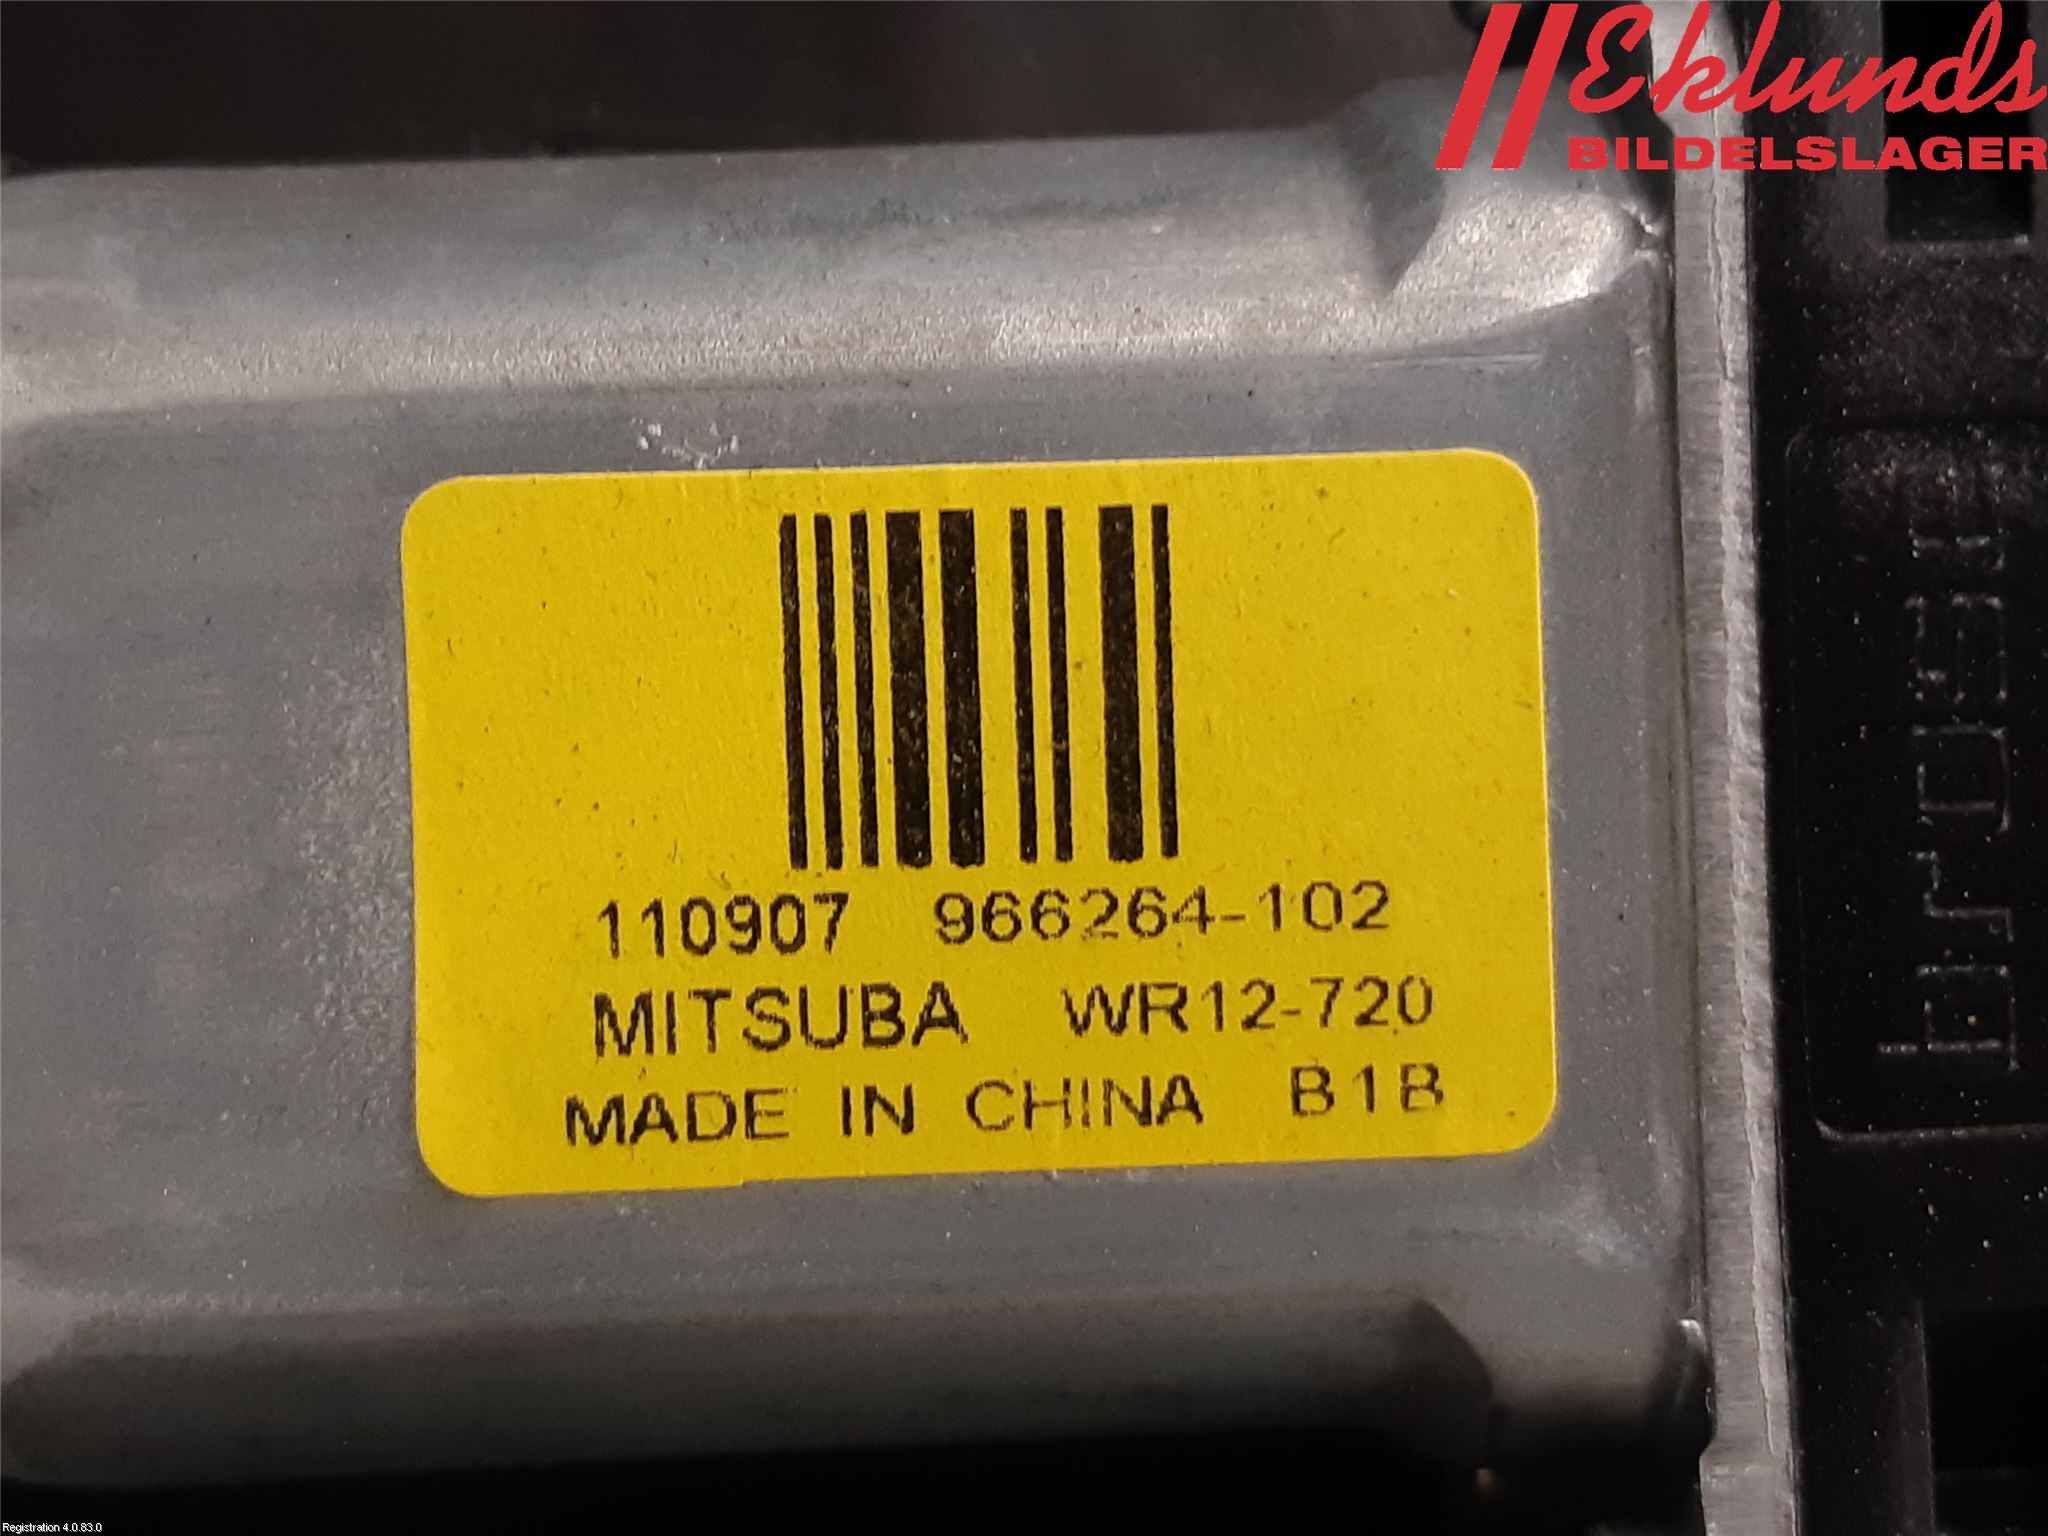 Eklunds
BILDELSLAGER
110907 966264-102
MITSUBA WR12-720
MADE IN CHINA B1B
Registration 4.0.83.0